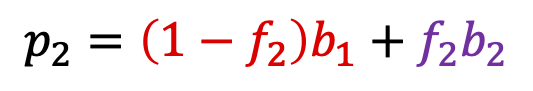 p₂ = (1 − f₂)b₁ + f₂b₂